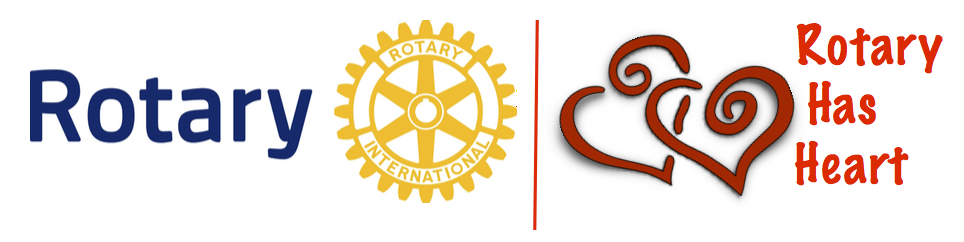 Rotary
ROTARY
INTERNATIONAL
Rotary
Has
Heart